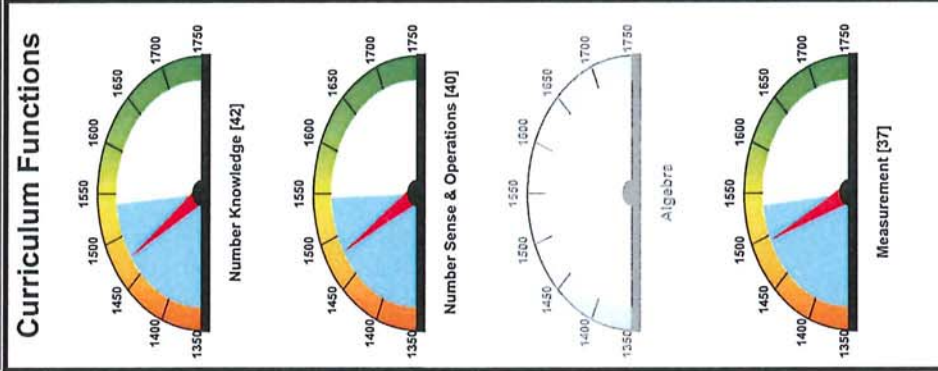 Curriculum Functions
1350 1400 1450 1500 1550 1600 1650 1700 1750
Number Knowledge [42]
1350 1400 1450 1500 1550 1600 1650 1700 1750
Number Sense & Operations [40]
1350 1400 1450 1500 1550 1600 1650 1700 1750
Algebra
1350 1400 1450 1500 1550 1600 1650 1700 1750
Measurement [37]